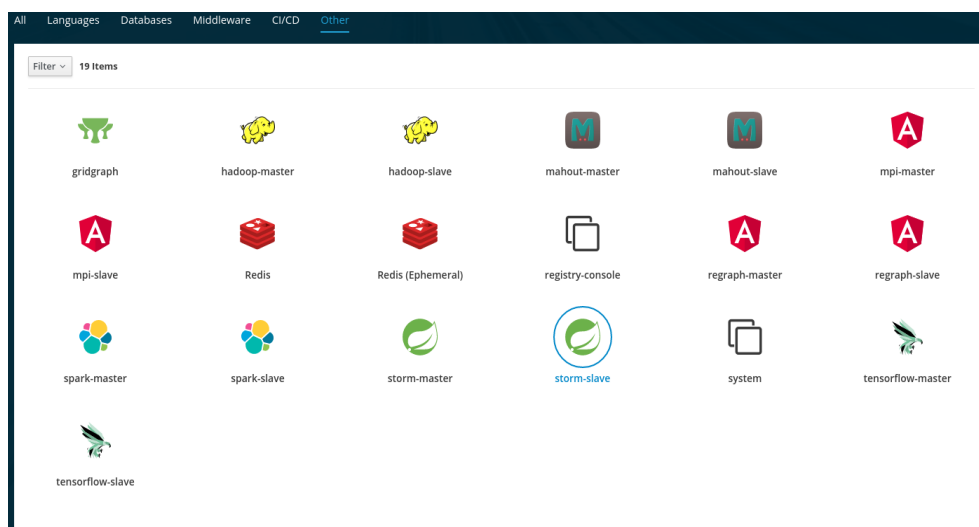 All Languages Databases Middleware CI/CD Other
Filter 19 Items
gridgraph hadoop-master hadoop-slave mahout-master mahout-slave mpi-master
mpi-slave Redis Redis (Ephemeral) registry-console regraph-master regraph-slave
spark-master spark-slave storm-master storm-slave system tensorflow-master
tensorflow-slave